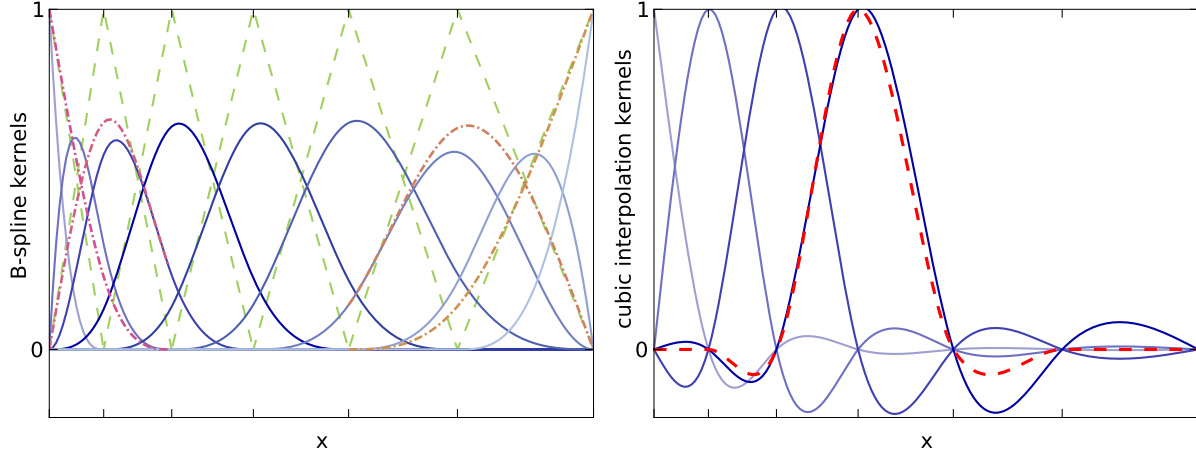 1
B-spline kernels
0
x
1
cubic interpolation kernels
0
x